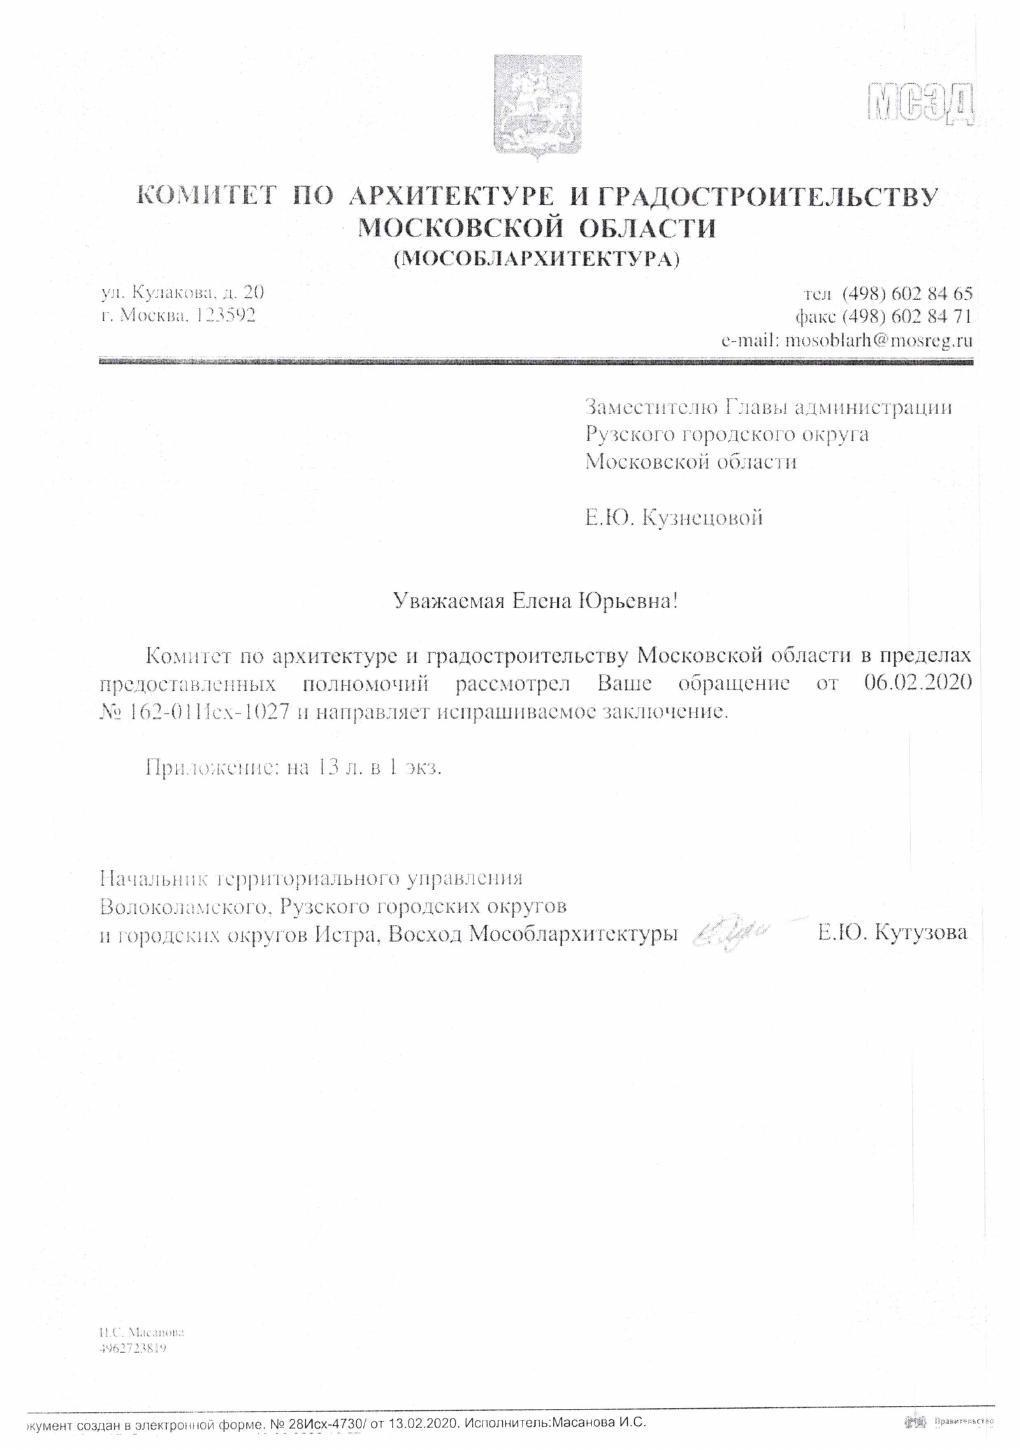 МСЭД
КОМИТЕТ ПО АРХИТЕКТУРЕ И ГРАДОСТРОИТЕЛЬСТВУ
МОСКОВСКОЙ ОБЛАСТИ
(МОСОБЛАРХИТЕКТУРА)
ул. Кулакова, д. 20
г. Москва, 123592
тел (498) 602 84 65
факс (498) 602 84 71
e-mail: mosoblarh@mosreg.ru
Заместителю Главы администрации
Рузского городского округа
Московской области
Е.Ю. Кузнецовой
Уважаемая Елена Юрьевна!
Комитет по архитектуре и градостроительству Московской области в пределах
предоставленных полномочий рассмотрел Ваше обращение от 06.02.2020
№ 162-01Исх-1027 и направляет испрашиваемое заключение.
Приложение: на 13 л. в 1 экз.
Начальник территориального управления
Волоколамского, Рузского городских округов
и городских округов Истра, Восход Мособлархитектуры Е.Ю. Кутузова
И.С. Масанова
4962723819
окумент создан в электронной форме. № 28Исх-4730/ от 13.02.2020. Исполнитель:Масанова И.С.
Правительство